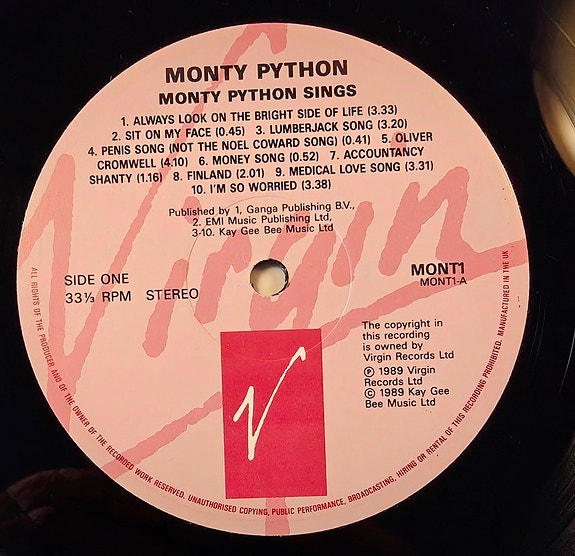 MONTY PYTHON
MONTY PYTHON SINGS
1. ALWAYS LOOK ON THE BRIGHT SIDE OF LIFE (3.33)
2. SIT ON MY FACE (0.45) 3. LUMBERJACK SONG (3.20)
4. PENIS SONG (NOT THE NOEL COWARD SONG) (0.41) 5. OLIVER
CROMWELL (4.10) 6. MONEY SONG (0.52) 7. ACCOUNTANCY
SHANTY (1.16) 8. FINLAND (2.01) 9. MEDICAL LOVE SONG (3.31)
10. I'M SO WORRIED (3.38)
Published by 1, Ganga Publishing B.V.,
2. EMI Music Publishing Ltd,
3-10. Kay Gee Bee Music Ltd
Virgin
SIDE ONE
33⅓ RPM STEREO
MONT1
MONT1-A
The copyright in
this recording
is owned by
Virgin Records Ltd
℗ 1989 Virgin
Records Ltd
© 1989 Kay Gee
Bee Music Ltd
V
ALL RIGHTS OF THE PRODUCER AND OF THE OWNER OF THE RECORDED WORK RESERVED. UNAUTHORISED COPYING, PUBLIC PERFORMANCE, BROADCASTING, HIRING OR RENTAL OF THIS RECORDING PROHIBITED. MANUFACTURED IN THE UK